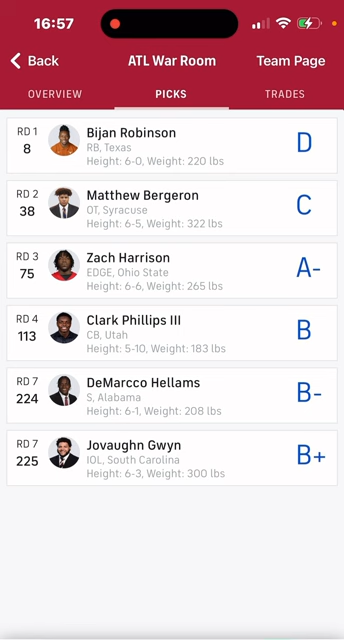 16:57
Back
ATL War Room
Team Page
OVERVIEW
PICKS
TRADES
RD 1
8
Bijan Robinson
RB, Texas
Height: 6-0, Weight: 220 lbs
D
RD 2
38
Matthew Bergeron
OT, Syracuse
Height: 6-5, Weight: 322 lbs
C
RD 3
75
Zach Harrison
EDGE, Ohio State
Height: 6-6, Weight: 265 lbs
A-
RD 4
113
Clark Phillips III
CB, Utah
Height: 5-10, Weight: 183 lbs
B
RD 7
224
DeMarcco Hellams
S, Alabama
Height: 6-1, Weight: 208 lbs
B-
RD 7
225
Jovaughn Gwyn
IOL, South Carolina
Height: 6-3, Weight: 300 lbs
B+